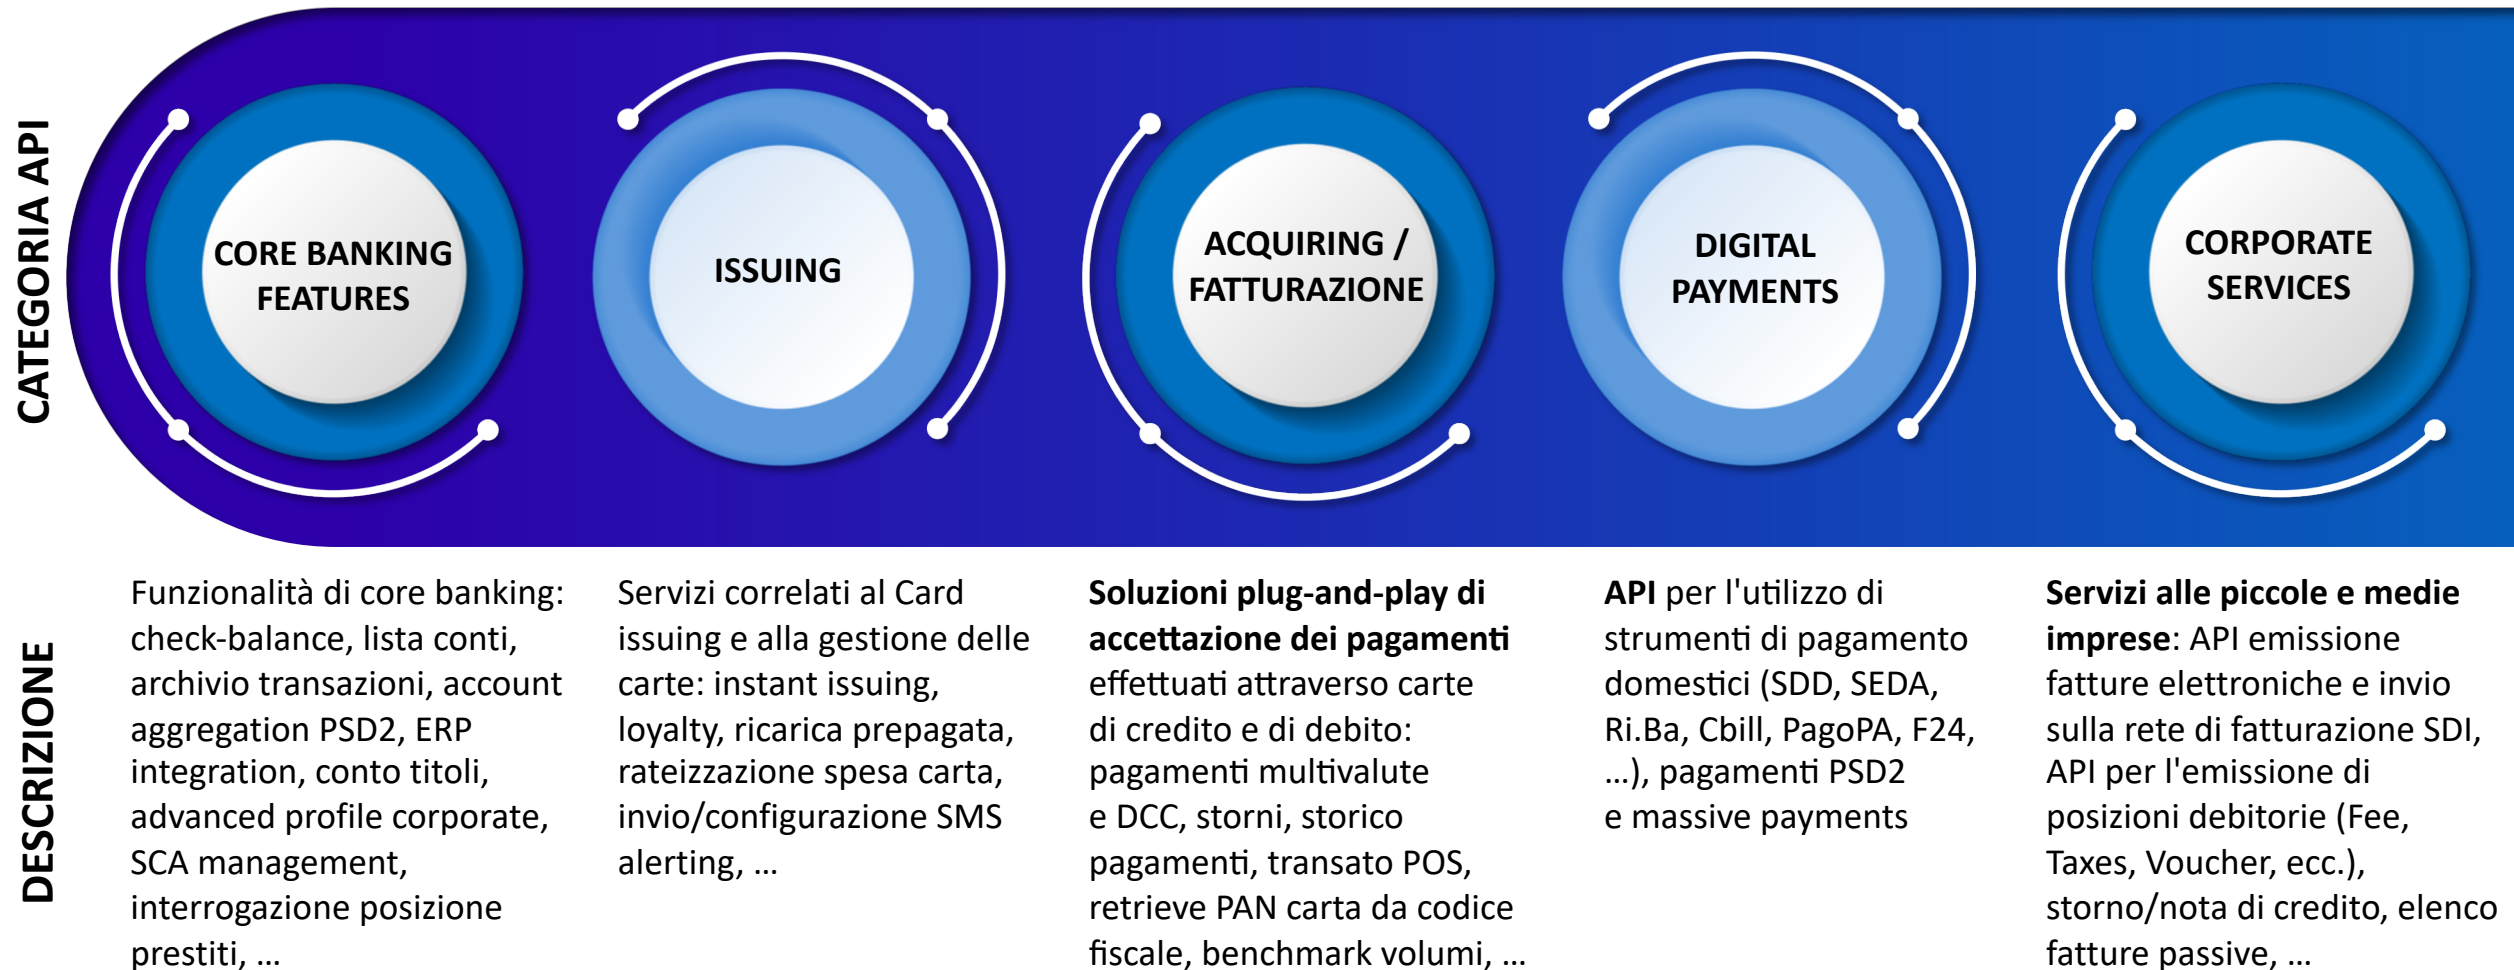 CATEGORIA API
CORE BANKING
FEATURES
ISSUING
ACQUIRING /
FATTURAZIONE
DIGITAL
PAYMENTS
CORPORATE
SERVICES
DESCRIZIONE
Funzionalità di core banking:
check-balance, lista conti,
archivio transazioni, account
aggregation PSD2, ERP
integration, conto titoli,
advanced profile corporate,
SCA management,
interrogazione posizione
prestiti, ...
Servizi correlati al Card
issuing e alla gestione delle
carte: instant issuing,
loyalty, ricarica prepagata,
rateizzazione spesa carta,
invio/configurazione SMS
alerting, ...
Soluzioni plug-and-play di
accettazione dei pagamenti
effettuati attraverso carte
di credito e di debito:
pagamenti multivalute
e DCC, storni, storico
pagamenti, transato POS,
retrieve PAN carta da codice
fiscale, benchmark volumi, ...
API per l'utilizzo di
strumenti di pagamento
domestici (SDD, SEDA,
Ri.Ba, Cbill, PagoPA, F24,
...), pagamenti PSD2
e massive payments
Servizi alle piccole e medie
imprese: API emissione
fatture elettroniche e invio
sulla rete di fatturazione SDI,
API per l'emissione di
posizioni debitorie (Fee,
Taxes, Voucher, ecc.),
storno/nota di credito, elenco
fatture passive, ...